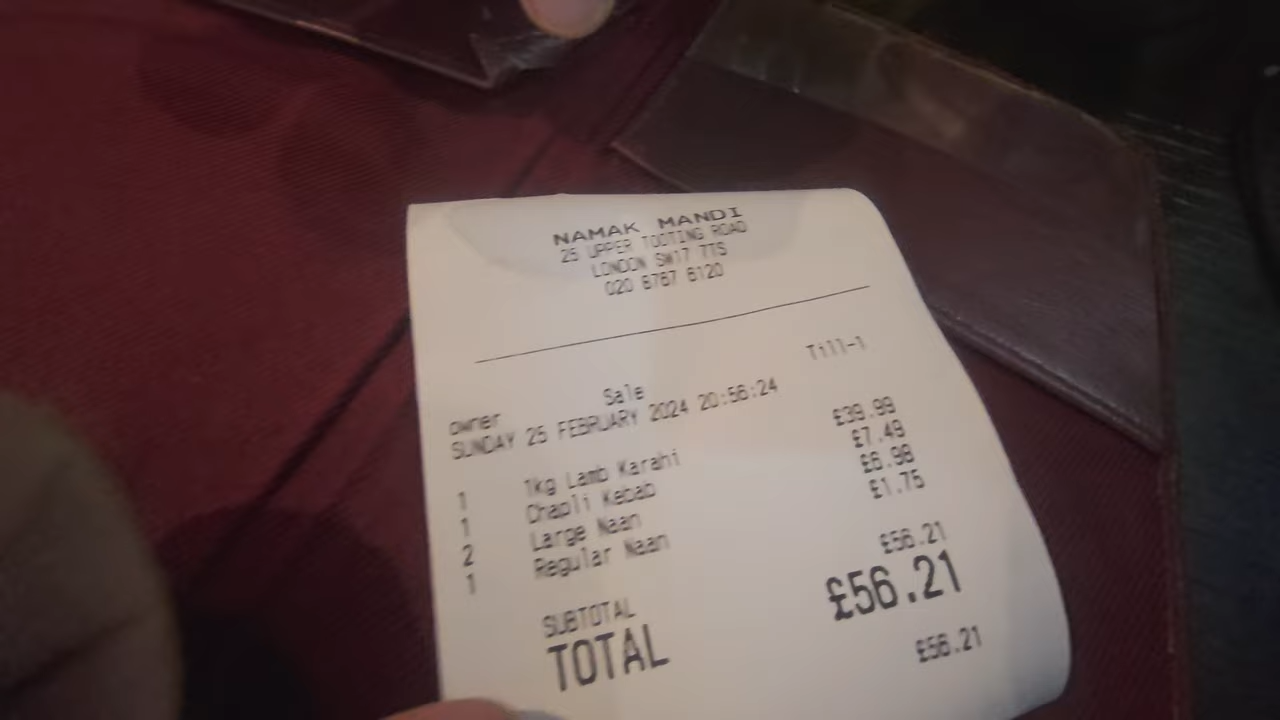 NAMAK MANDI
25 UPPER TOOTING ROAD
LONDON SW17 7TS
020 8767 6120
Till-1
owner Sale
SUNDAY 25 FEBRUARY 2024 20:56:24
1 1kg Lamb Karahi £39.99
1 Chapli Kebab £7.49
2 Large Naan £6.98
1 Regular Naan £1.75
SUBTOTAL £56.21
TOTAL £56.21
£56.21